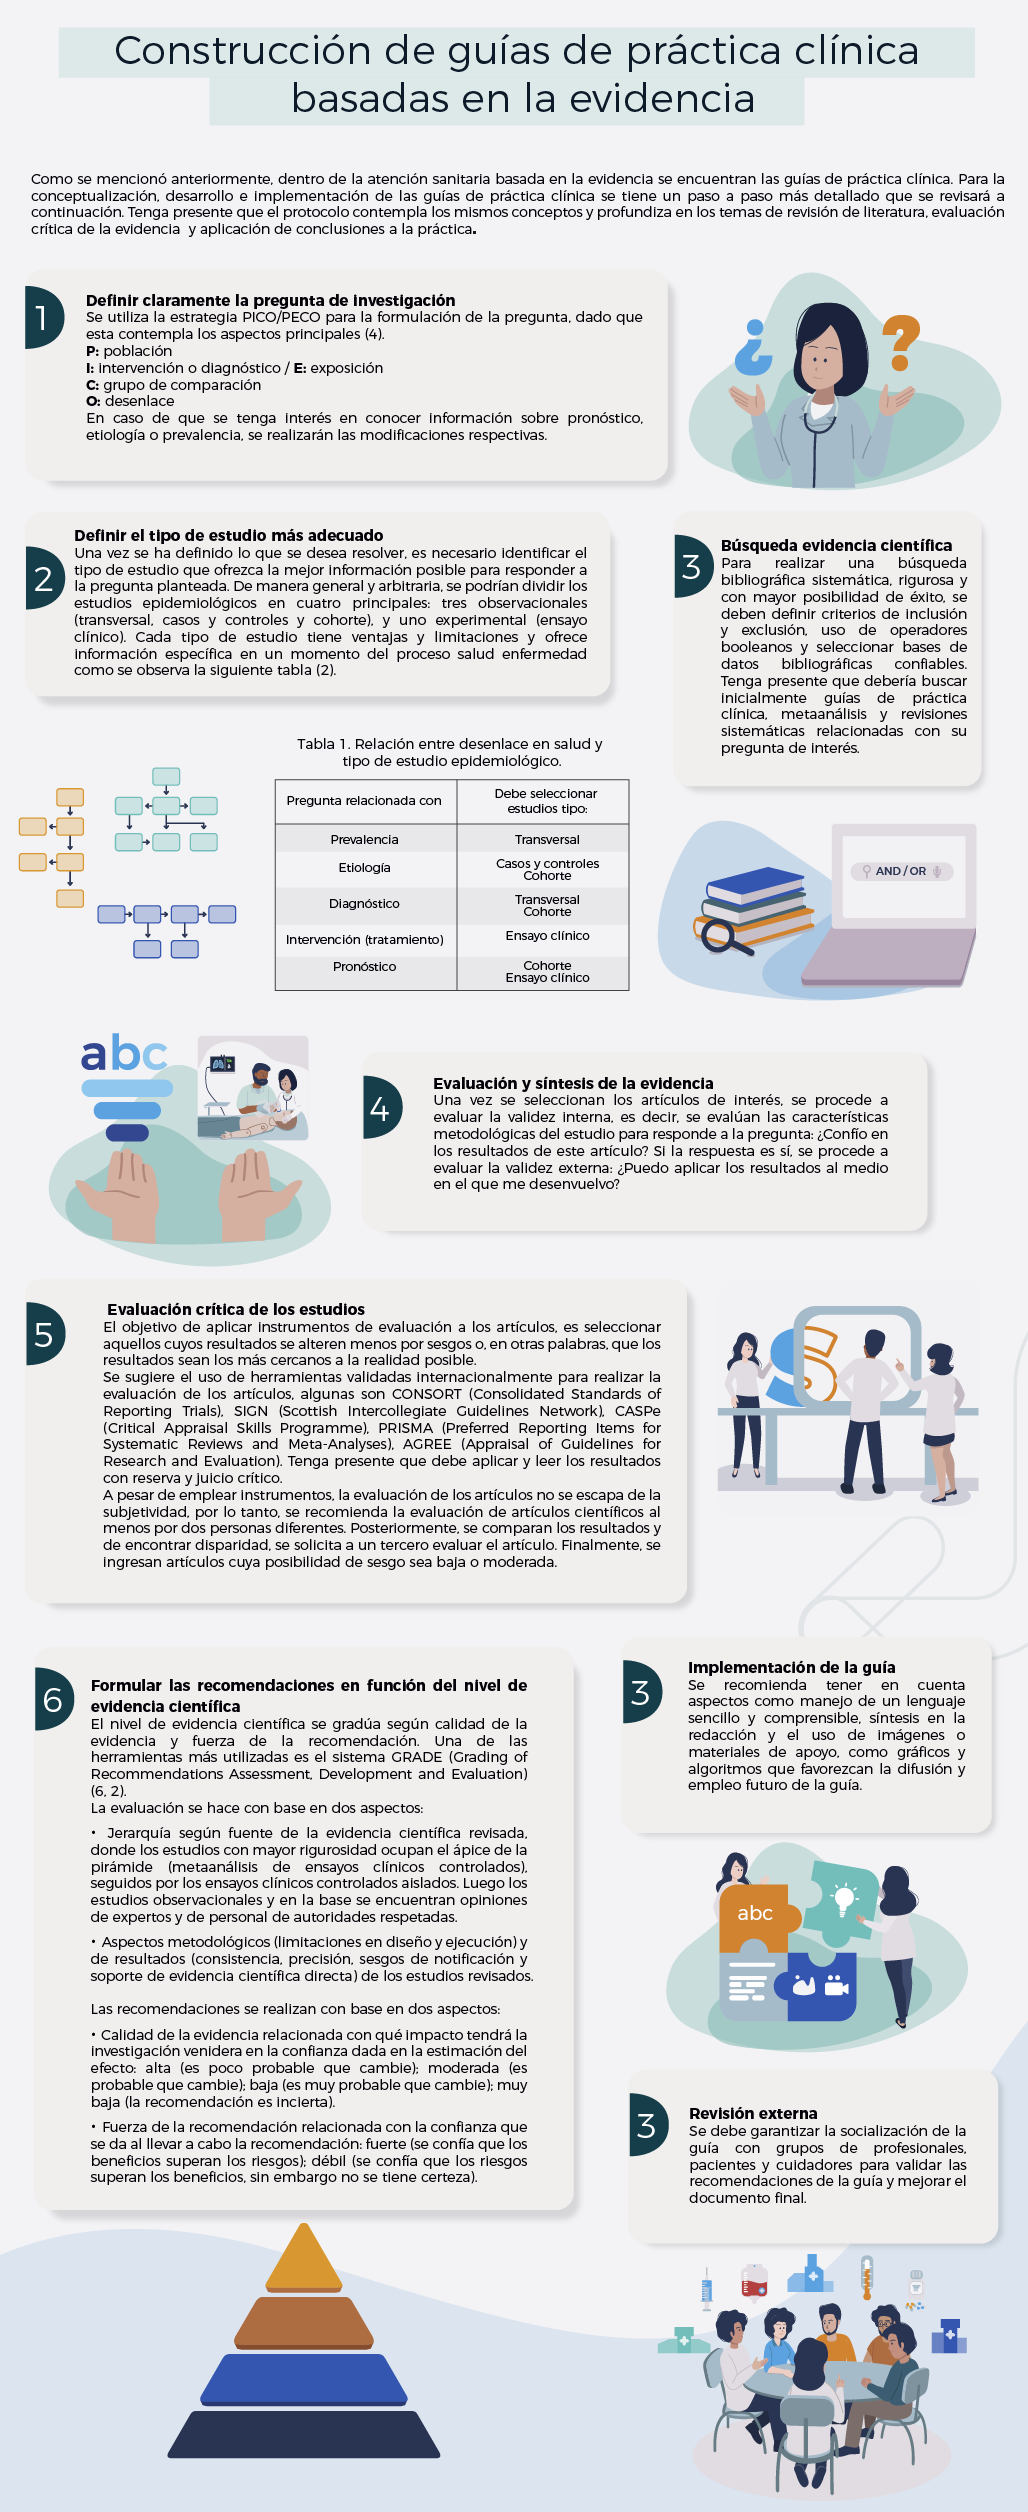 Construcción de guías de práctica clínica
basadas en la evidencia
Como se mencionó anteriormente, dentro de la atención sanitaria basada en la evidencia se encuentran las guías de práctica clínica. Para la
conceptualización, desarrollo e implementación de las guías de práctica clínica se tiene un paso a paso más detallado que se revisará a
continuación. Tenga presente que el protocolo contempla los mismos conceptos y profundiza en los temas de revisión de literatura, evaluación
crítica de la evidencia y aplicación de conclusiones a la práctica.
1
Definir claramente la pregunta de investigación
Se utiliza la estrategia PICO/PECO para la formulación de la pregunta, dado que
esta contempla los aspectos principales (4).
P: población
I: intervención o diagnóstico / E: exposición
C: grupo de comparación
O: desenlace
En caso de que se tenga interés en conocer información sobre pronóstico,
etiología o prevalencia, se realizarán las modificaciones respectivas.
¿ ?
2
Definir el tipo de estudio más adecuado
Una vez se ha definido lo que se desea resolver, es necesario identificar el
tipo de estudio que ofrezca la mejor información posible para responder a
la pregunta planteada. De manera general y arbitraria, se podrían dividir los
estudios epidemiológicos en cuatro principales: tres observacionales
(transversal, casos y controles y cohorte), y uno experimental (ensayo
clínico). Cada tipo de estudio tiene ventajas y limitaciones y ofrece
información específica en un momento del proceso salud enfermedad
como se observa la siguiente tabla (2).
3
Búsqueda evidencia científica
Para realizar una búsqueda
bibliográfica sistemática, rigurosa y
con mayor posibilidad de éxito, se
deben definir criterios de inclusión
y exclusión, uso de operadores
booleanos y seleccionar bases de
datos bibliográficas confiables.
Tenga presente que debería buscar
inicialmente guías de práctica
clínica, metaanálisis y revisiones
sistemáticas relacionadas con su
pregunta de interés.
Tabla 1. Relación entre desenlace en salud y
tipo de estudio epidemiológico.
Pregunta relacionada con
Debe seleccionar
estudios tipo:
Prevalencia
Transversal
Etiología
Casos y controles
Cohorte
Diagnóstico
Transversal
Cohorte
Intervención (tratamiento)
Ensayo clínico
Pronóstico
Cohorte
Ensayo clínico
AND / OR
abc
4
Evaluación y síntesis de la evidencia
Una vez se seleccionan los artículos de interés, se procede a
evaluar la validez interna, es decir, se evalúan las características
metodológicas del estudio para responde a la pregunta: ¿Confío en
los resultados de este artículo? Si la respuesta es sí, se procede a
evaluar la validez externa: ¿Puedo aplicar los resultados al medio
en el que me desenvuelvo?
5
Evaluación crítica de los estudios
El objetivo de aplicar instrumentos de evaluación a los artículos, es seleccionar
aquellos cuyos resultados se alteren menos por sesgos o, en otras palabras, que los
resultados sean los más cercanos a la realidad posible.
Se sugiere el uso de herramientas validadas internacionalmente para realizar la
evaluación de los artículos, algunas son CONSORT (Consolidated Standards of
Reporting Trials), SIGN (Scottish Intercollegiate Guidelines Network), CASPe
(Critical Appraisal Skills Programme), PRISMA (Preferred Reporting Items for
Systematic Reviews and Meta-Analyses), AGREE (Appraisal of Guidelines for
Research and Evaluation). Tenga presente que debe aplicar y leer los resultados
con reserva y juicio crítico.
A pesar de emplear instrumentos, la evaluación de los artículos no se escapa de la
subjetividad, por lo tanto, se recomienda la evaluación de artículos científicos al
menos por dos personas diferentes. Posteriormente, se comparan los resultados y
de encontrar disparidad, se solicita a un tercero evaluar el artículo. Finalmente, se
ingresan artículos cuya posibilidad de sesgo sea baja o moderada.
S
6
Formular las recomendaciones en función del nivel de
evidencia científica
El nivel de evidencia científica se gradúa según calidad de la
evidencia y fuerza de la recomendación. Una de las
herramientas más utilizadas es el sistema GRADE (Grading of
Recommendations Assessment, Development and Evaluation)
(6, 2).
La evaluación se hace con base en dos aspectos:
• Jerarquía según fuente de la evidencia científica revisada,
donde los estudios con mayor rigurosidad ocupan el ápice de la
pirámide (metaanálisis de ensayos clínicos controlados),
seguidos por los ensayos clínicos controlados aislados. Luego los
estudios observacionales y en la base se encuentran opiniones
de expertos y de personal de autoridades respetadas.
• Aspectos metodológicos (limitaciones en diseño y ejecución) y
de resultados (consistencia, precisión, sesgos de notificación y
soporte de evidencia científica directa) de los estudios revisados.
Las recomendaciones se realizan con base en dos aspectos:
• Calidad de la evidencia relacionada con qué impacto tendrá la
investigación venidera en la confianza dada en la estimación del
efecto: alta (es poco probable que cambie); moderada (es
probable que cambie); baja (es muy probable que cambie); muy
baja (la recomendación es incierta).
• Fuerza de la recomendación relacionada con la confianza que
se da al llevar a cabo la recomendación: fuerte (se confía que los
beneficios superan los riesgos); débil (se confía que los riesgos
superan los beneficios, sin embargo no se tiene certeza).
3
Implementación de la guía
Se recomienda tener en cuenta
aspectos como manejo de un lenguaje
sencillo y comprensible, síntesis en la
redacción y el uso de imágenes o
materiales de apoyo, como gráficos y
algoritmos que favorezcan la difusión y
empleo futuro de la guía.
abc
3
Revisión externa
Se debe garantizar la socialización de la
guía con grupos de profesionales,
pacientes y cuidadores para validar las
recomendaciones de la guía y mejorar el
documento final.